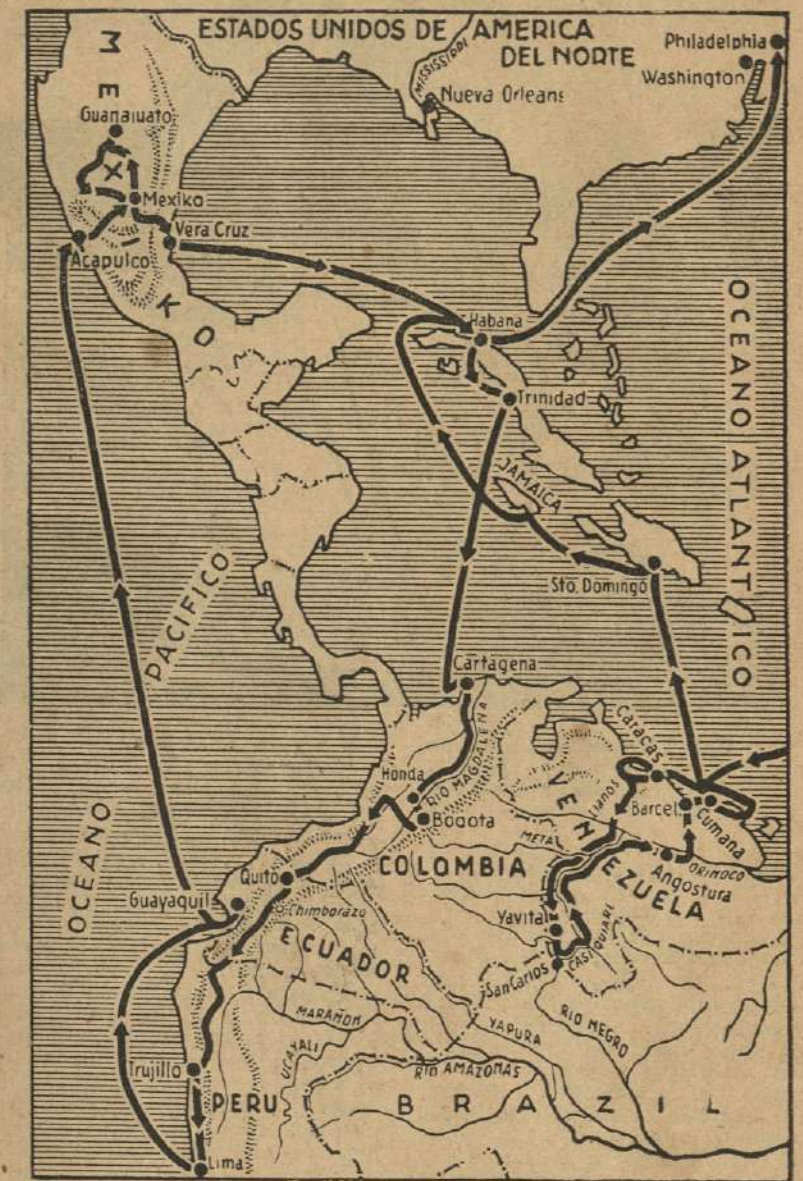 ESTADOS UNIDOS DE AMERICA
DEL NORTE
Philadelphia
Washington
MISSISSIPPI
Nueva Orleans
MEXIKO
Guanajuato
Mexiko
Vera Cruz
Acapulco
Habana
Trinidad
JAMAICA
Sto. Domingo
OCEANO ATLANTICO
OCEANO PACIFICO
Cartagena
Caracas
Honda
RIO MAGDALENA
Llanos
Barcel.
Cumana
Bogota
META
VENEZUELA
ORINOCO
Angostura
COLOMBIA
Quito
Guayaquil
Chimborazo
Yavita
ECUADOR
San Carlos
CASIQUIARE
RIO NEGRO
MARAÑON
YAPURA
UCAYALI
RIO AMAZONAS
Trujillo
PERU
BRAZIL
Lima